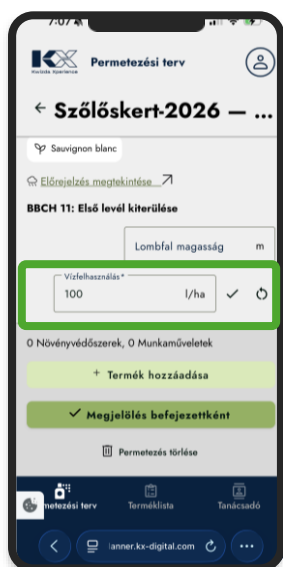 7:07
KX
Kwizda Xperience
Permetezési terv
← Szőlőskert-2026 — ...
Sauvignon blanc
Előrejelzés megtekintése
BBCH 11: Első levél kiterülése
Lombfal magasság m
Vízfelhasználás*
100 l/ha
0 Növényvédőszerek, 0 Munkaműveletek
+ Termék hozzáadása
✓ Megjelölés befejezettként
Permetezés törlése
metezési terv Terméklista Tanácsadó
lanner.kx-digital.com